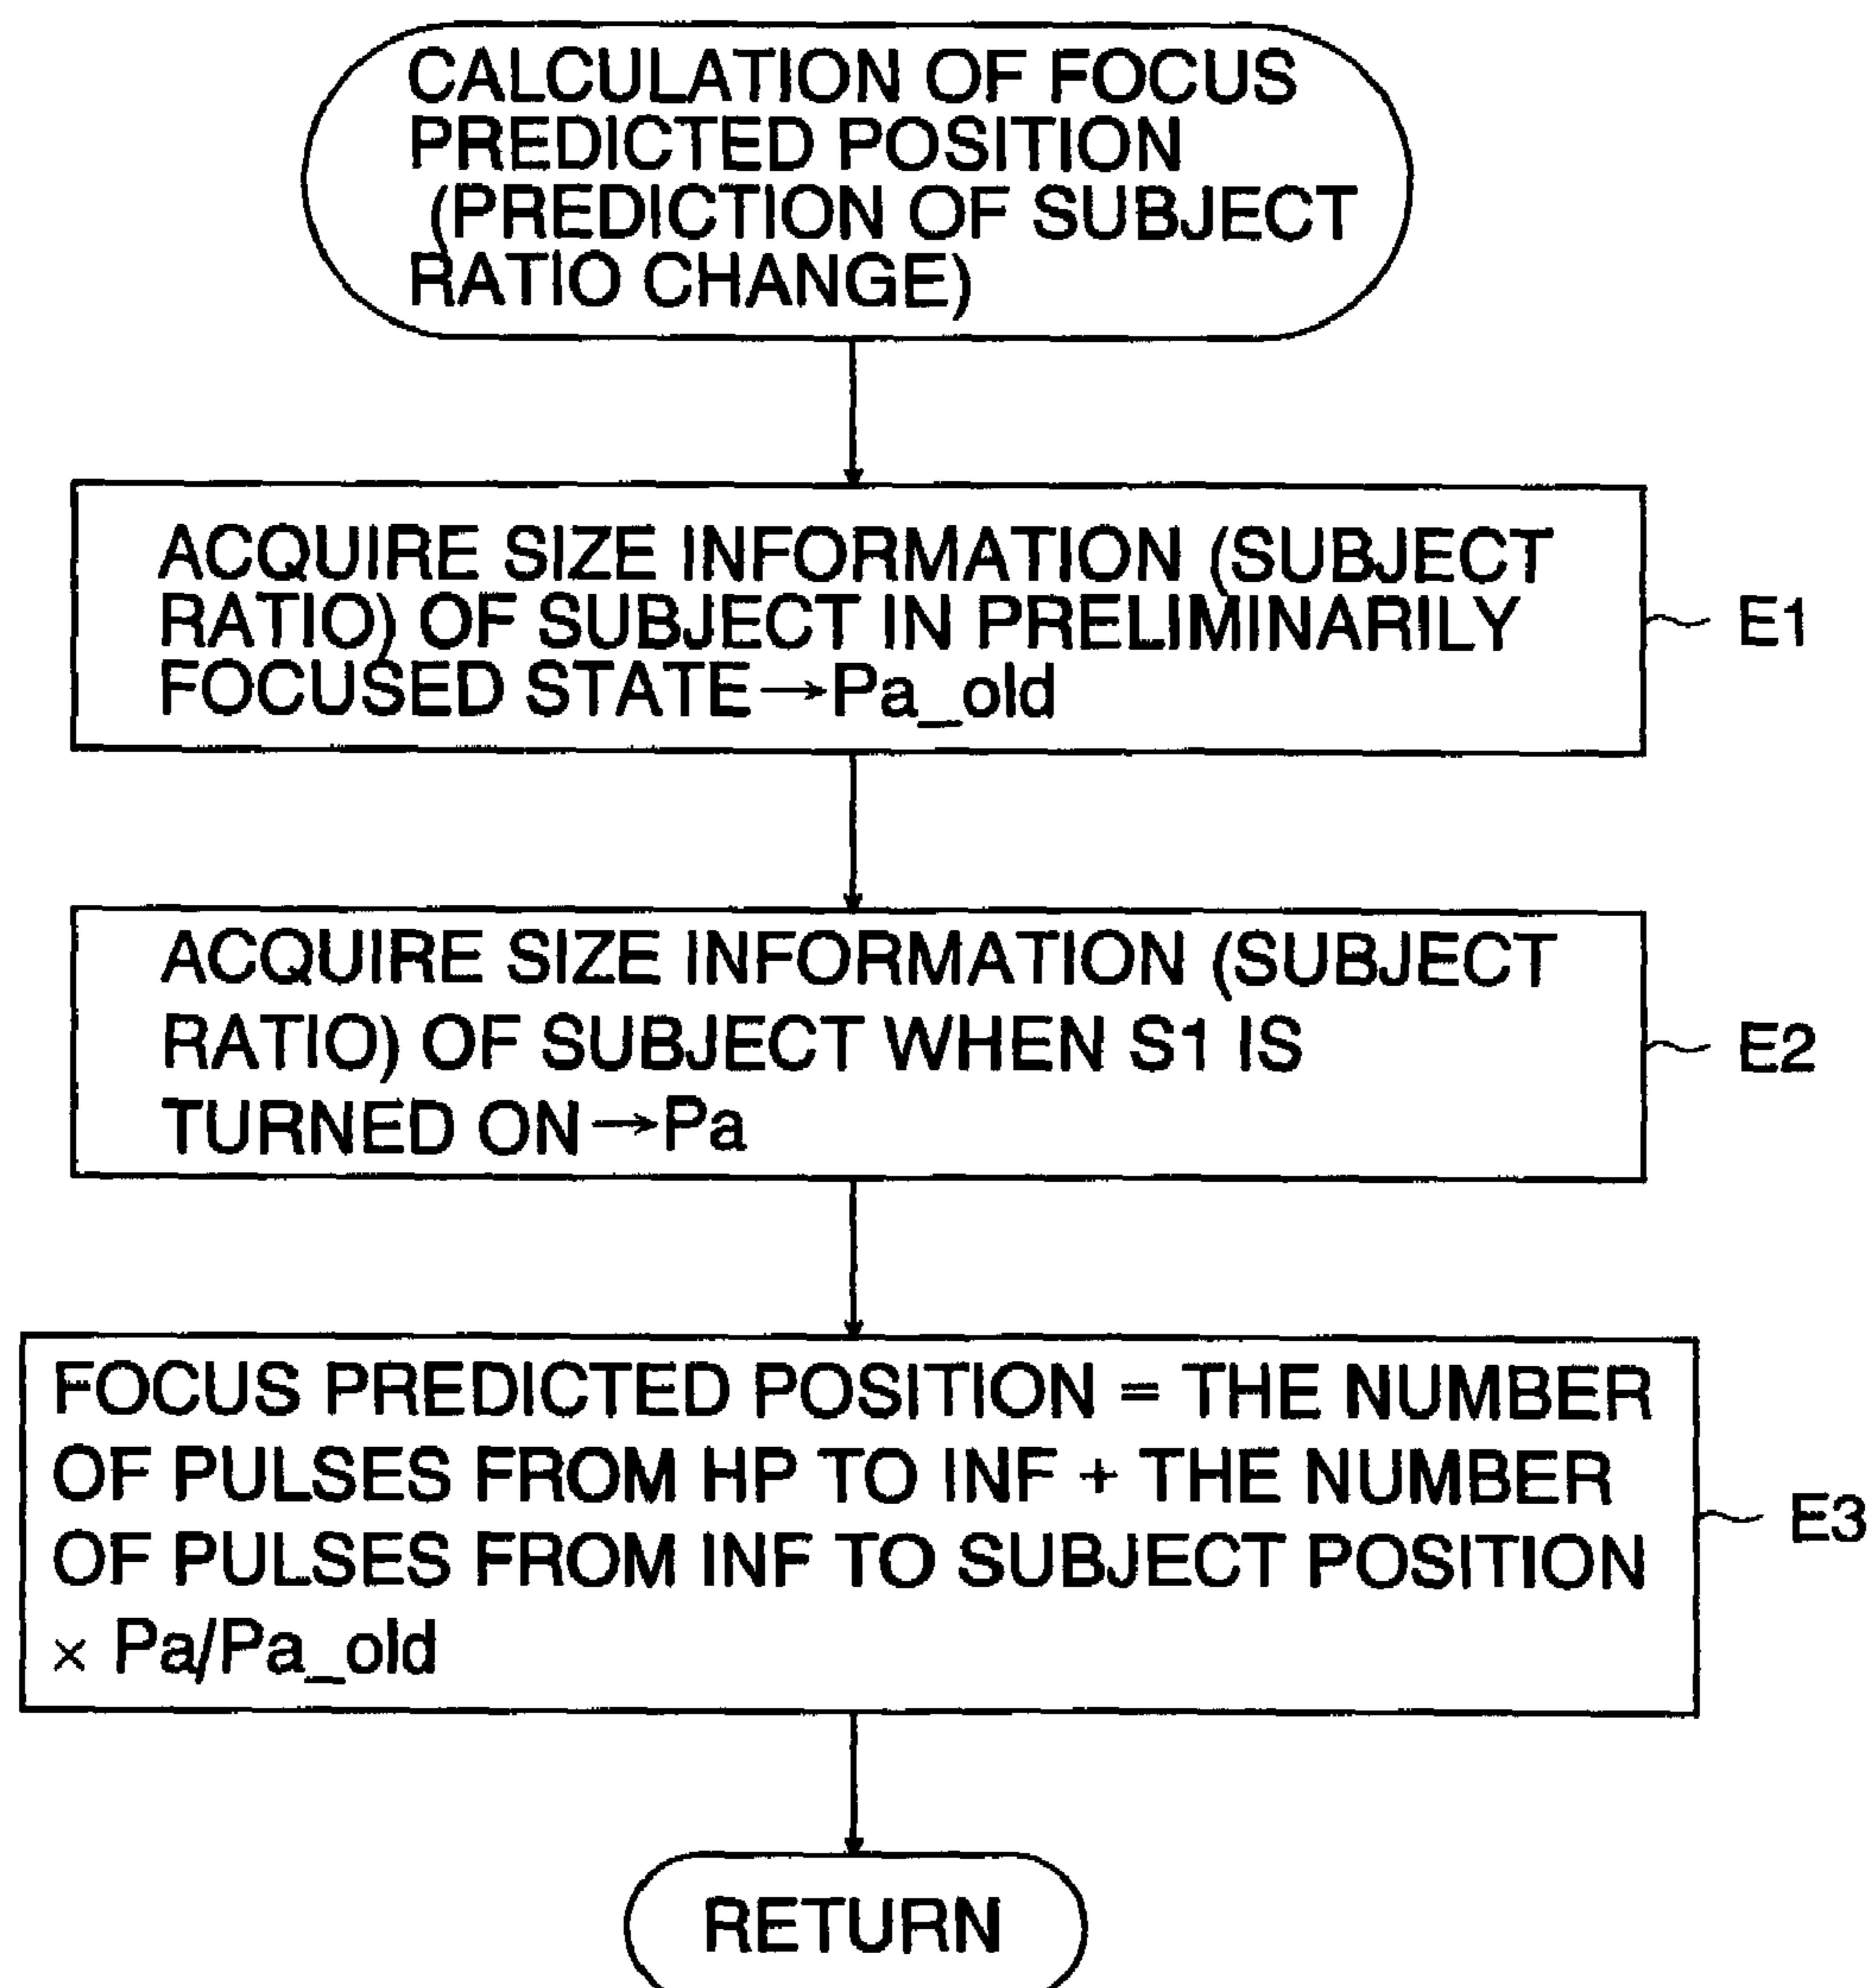 CALCULATION OF FOCUS
PREDICTED POSITION
(PREDICTION OF SUBJECT
RATIO CHANGE)
ACQUIRE SIZE INFORMATION (SUBJECT
RATIO) OF SUBJECT IN PRELIMINARILY
FOCUSED STATE→Pa_old
E1
ACQUIRE SIZE INFORMATION (SUBJECT
RATIO) OF SUBJECT WHEN S1 IS
TURNED ON→Pa
E2
FOCUS PREDICTED POSITION = THE NUMBER
OF PULSES FROM HP TO INF + THE NUMBER
OF PULSES FROM INF TO SUBJECT POSITION
× Pa/Pa_old
E3
RETURN